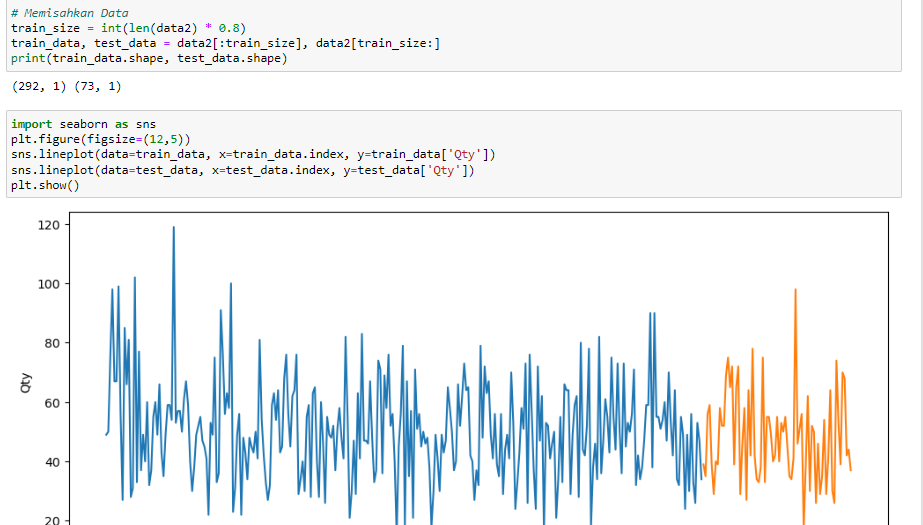 # Memisahkan Data
train_size = int(len(data2) * 0.8)
train_data, test_data = data2[:train_size], data2[train_size:]
print(train_data.shape, test_data.shape)
(292, 1) (73, 1)
import seaborn as sns
plt.figure(figsize=(12,5))
sns.lineplot(data=train_data, x=train_data.index, y=train_data['Qty'])
sns.lineplot(data=test_data, x=test_data.index, y=test_data['Qty'])
plt.show()
120
100
80
60
40
20
Qty